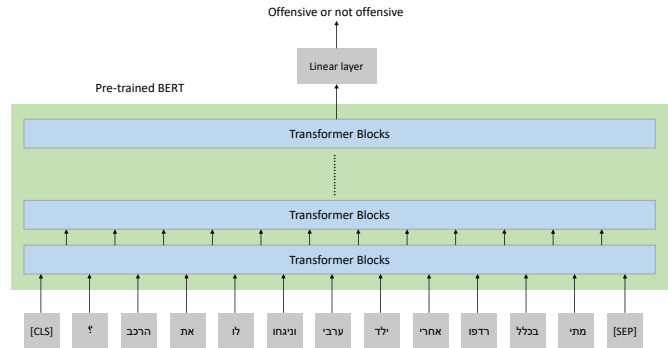 Offensive or not offensive
Linear layer
Pre-trained BERT
Transformer Blocks
Transformer Blocks
Transformer Blocks
[CLS] ؟ הרכב את לו וניגחו ערבי ילד אחרי רדפו בכלל מתי [SEP]